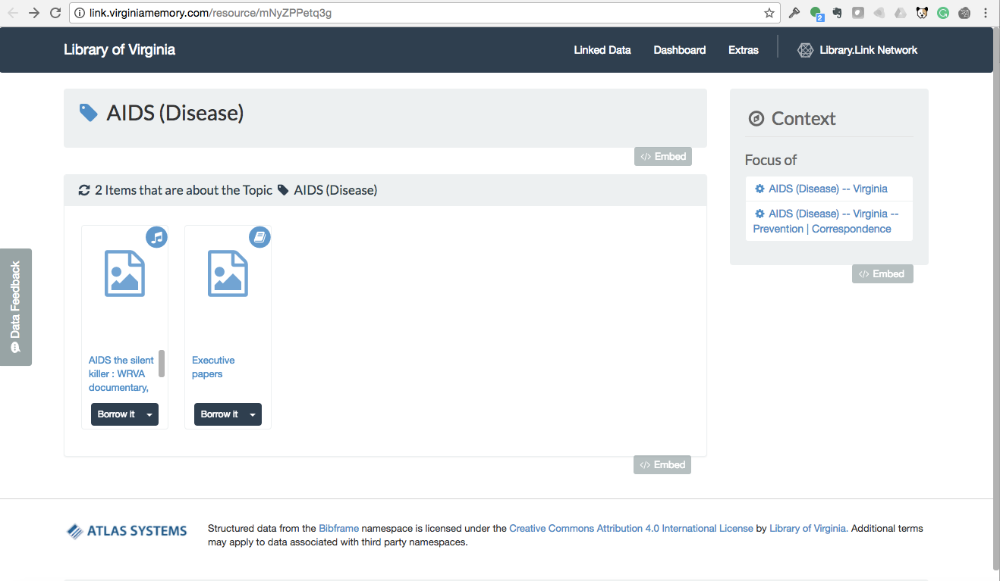 link.virginiamemory.com/resource/mNyZPPetq3g
2
Library of Virginia
Linked Data
Dashboard
Extras
Library.Link Network
AIDS (Disease)
</> Embed
2 Items that are about the Topic AIDS (Disease)
AIDS the silent
killer : WRVA
documentary,
Borrow it
Executive
papers
Borrow it
</> Embed
Context
Focus of
AIDS (Disease) -- Virginia
AIDS (Disease) -- Virginia --
Prevention | Correspondence
</> Embed
Data Feedback
ATLAS SYSTEMS
Structured data from the Bibframe namespace is licensed under the Creative Commons Attribution 4.0 International License by Library of Virginia. Additional terms
may apply to data associated with third party namespaces.